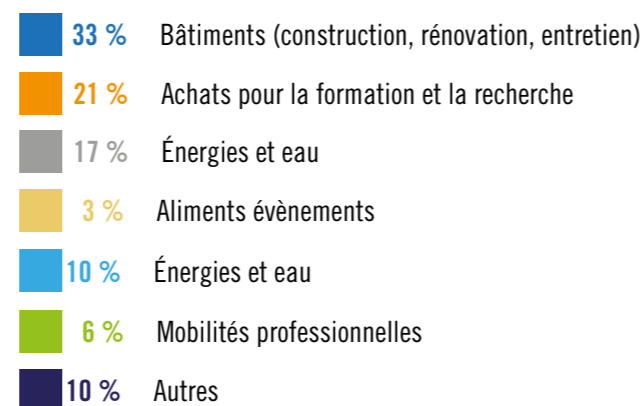 33 % Bâtiments (construction, rénovation, entretien)
21 % Achats pour la formation et la recherche
17 % Énergies et eau
3 % Aliments évènements
10 % Énergies et eau
6 % Mobilités professionnelles
10 % Autres